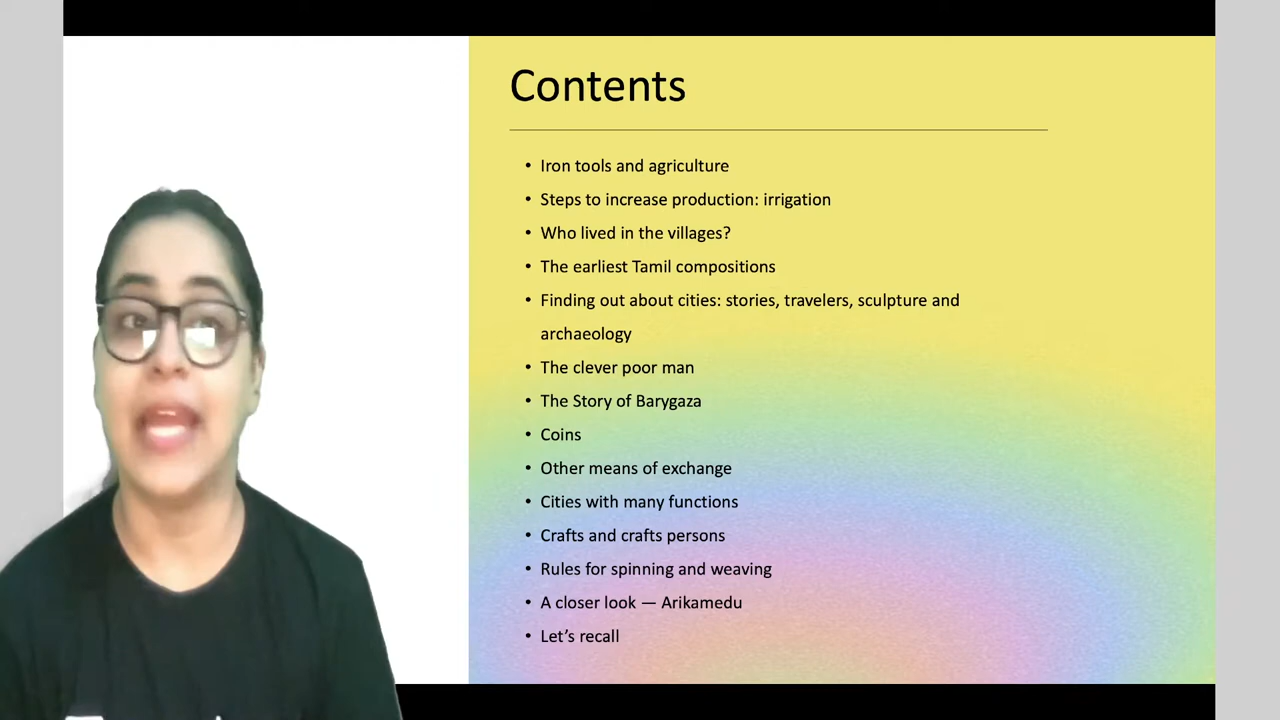 Contents
• Iron tools and agriculture
• Steps to increase production: irrigation
• Who lived in the villages?
• The earliest Tamil compositions
• Finding out about cities: stories, travelers, sculpture and
archaeology
• The clever poor man
• The Story of Barygaza
• Coins
• Other means of exchange
• Cities with many functions
• Crafts and crafts persons
• Rules for spinning and weaving
• A closer look — Arikamedu
• Let’s recall